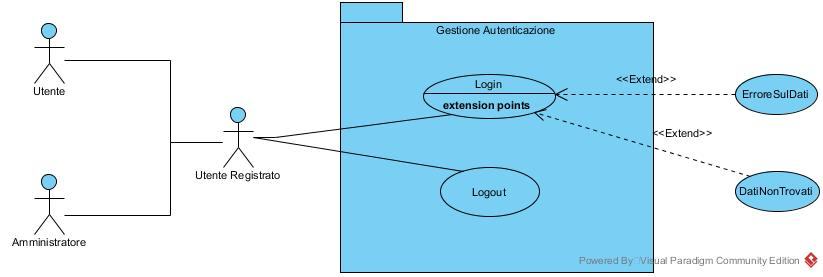 Gestione Autenticazione
Utente
Login
extension points
<<Extend>>
ErroreSulDati
<<Extend>>
Utente Registrato
Logout
DatiNonTrovati
Amministratore
Powered By Visual Paradigm Community Edition